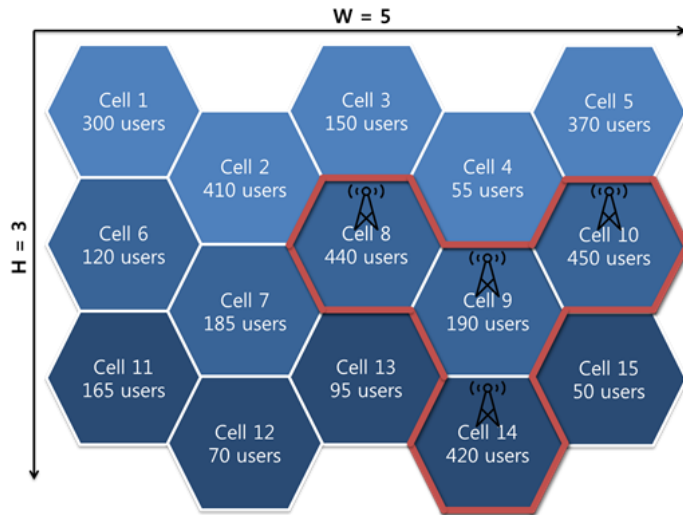 W = 5
H = 3
Cell 1
300 users
Cell 2
410 users
Cell 3
150 users
Cell 4
55 users
Cell 5
370 users
Cell 6
120 users
Cell 7
185 users
Cell 8
440 users
Cell 9
190 users
Cell 10
450 users
Cell 11
165 users
Cell 12
70 users
Cell 13
95 users
Cell 14
420 users
Cell 15
50 users